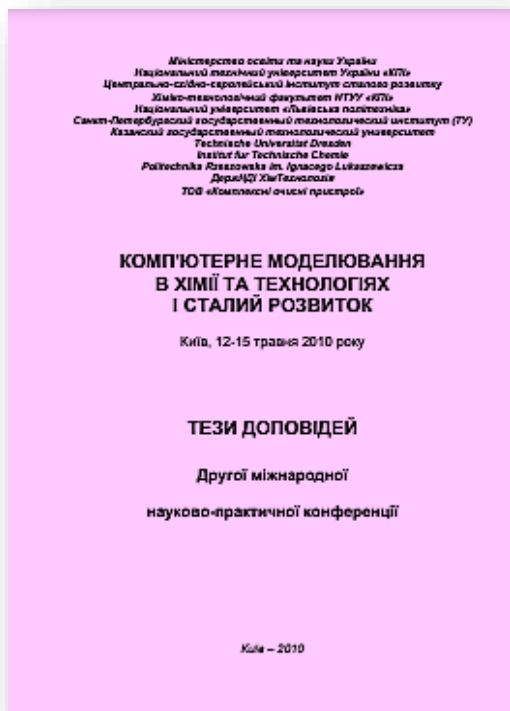 Міністерство освіти та науки України
Національний технічний університет України «КПІ»
Центрально-східно-європейський інститут сталого розвитку
Хіміко-технологічний факультет НТУУ «КПІ»
Національний університет «Львівська політехніка»
Санкт-Петербургский государственный технологический институт (ТУ)
Казанский государственный технологический университет
Technische Universitat Dresden
Institut fur Technische Chemie
Politechnika Rzeszowska im. Ignacego Lukaszewicza
ДержНДІ ХімТехнологія
ТОВ «Комплексні очисні пристрої»
КОМП'ЮТЕРНЕ МОДЕЛЮВАННЯ
В ХІМІЇ ТА ТЕХНОЛОГІЯХ
І СТАЛИЙ РОЗВИТОК
Київ, 12-15 травня 2010 року
ТЕЗИ ДОПОВІДЕЙ
Другої міжнародної
науково-практичної конференції
Київ – 2010